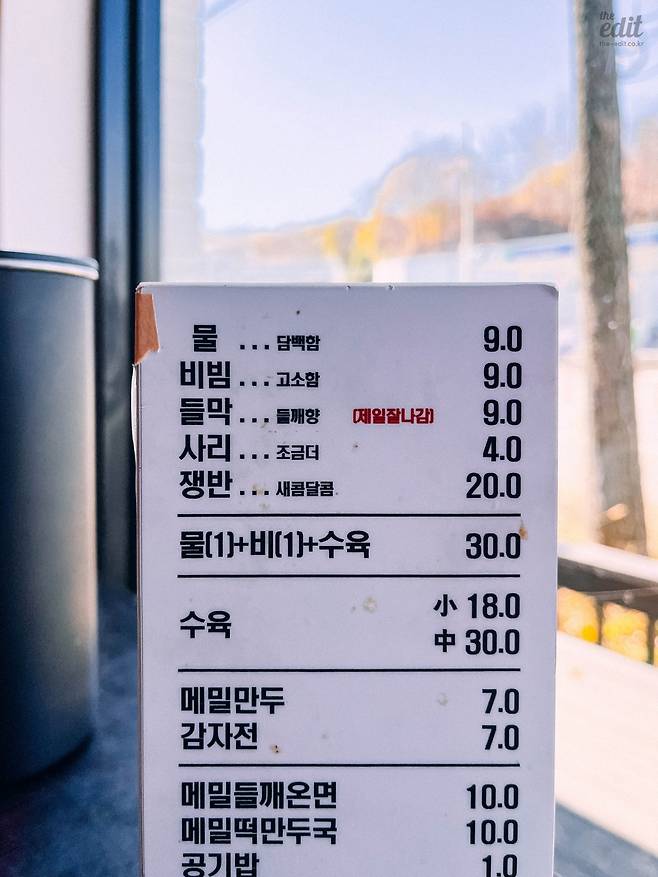 the
edit
the-edit.co.kr
물 ... 담백함 9.0
비빔 ... 고소함 9.0
들막 ... 들깨향 (제일잘나감) 9.0
사리 ... 조금더 4.0
쟁반 ... 새콤달콤 20.0
물(1)+비(1)+수육 30.0
수육 小 18.0
中 30.0
메밀만두 7.0
감자전 7.0
메밀들깨온면 10.0
메밀떡만두국 10.0
공기밥 1.0